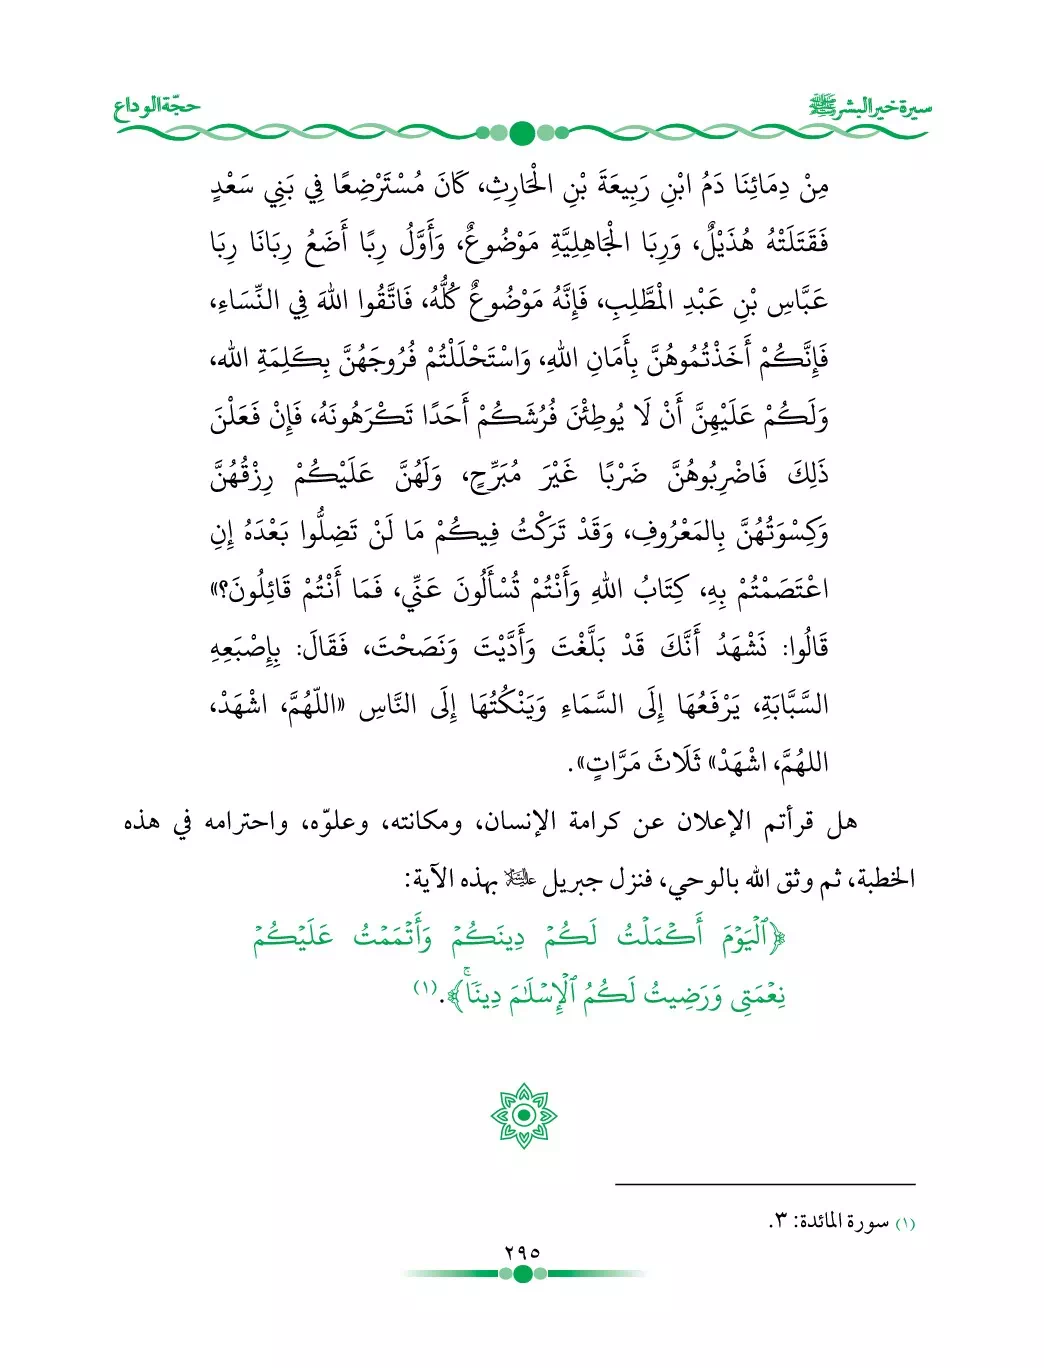 سيرة خير البشر ﷺ
حجّة الوداع
مِنْ دِمَائِنَا دَمُ ابْنِ رَبِيعَةَ بْنِ الْحَارِثِ، كَانَ مُسْتَرْضِعًا فِي بَنِي سَعْدٍ
فَقَتَلَتْهُ هُذَيْلٌ، وَرِبَا الْجَاهِلِيَّةِ مَوْضُوعٌ، وَأَوَّلُ رِبًا أَضَعُ رِبَانَا رِبَا
عَبَّاسِ بْنِ عَبْدِ الْمَطَّلِبِ، فَإِنَّهُ مَوْضُوعٌ كُلُّهُ، فَاتَّقُوا اللهَ فِي النِّسَاءِ،
فَإِنَّكُمْ أَخَذْتُمُوهُنَّ بِأَمَانِ اللهِ، وَاسْتَحْلَلْتُمْ فُرُوجَهُنَّ بِكَلِمَةِ الله،
وَلَكُمْ عَلَيْهِنَّ أَنْ لَا يُوطِئْنَ فُرُشَكُمْ أَحَدًا تَكْرَهُونَهُ، فَإِنْ فَعَلْنَ
ذَلِكَ فَاضْرِبُوهُنَّ ضَرْبًا غَيْرَ مُبَرِّحٍ، وَلَهُنَّ عَلَيْكُمْ رِزْقُهُنَّ
وَكِسْوَتُهُنَّ بِالمَعْرُوفِ، وَقَدْ تَرَكْتُ فِيكُمْ مَا لَنْ تَضِلُّوا بَعْدَهُ إِنِ
اعْتَصَمْتُمْ بِهِ، كِتَابُ اللهِ وَأَنْتُمْ تُسْأَلُونَ عَنِّي، فَمَا أَنْتُمْ قَائِلُونَ؟»
قَالُوا: نَشْهَدُ أَنَّكَ قَدْ بَلَّغْتَ وَأَدَّيْتَ وَنَصَحْتَ، فَقَالَ: بِإِصْبَعِهِ
السَّبَّابَةِ، يَرْفَعُهَا إِلَى السَّمَاءِ وَيَنْكُتُهَا إِلَى النَّاسِ «اللّهُمَّ، اشْهَدْ،
اللهُمَّ، اشْهَدْ» ثَلَاثَ مَرَّاتٍ».
هل قرأتم الإعلان عن كرامة الإنسان، ومكانته، وعلوّه، واحترامه في هذه
الخطبة، ثم وثق الله بالوحي، فنزل جبريل عليه السلام بهذه الآية:
﴿ٱلْيَوْمَ أَكْمَلْتُ لَكُمْ دِينَكُمْ وَأَتْمَمْتُ عَلَيْكُمْ
نِعْمَتِى وَرَضِيتُ لَكُمُ ٱلْإِسْلَٰمَ دِينًاۚ﴾.(١)
(١) سورة المائدة: ٣.
٢٩٥